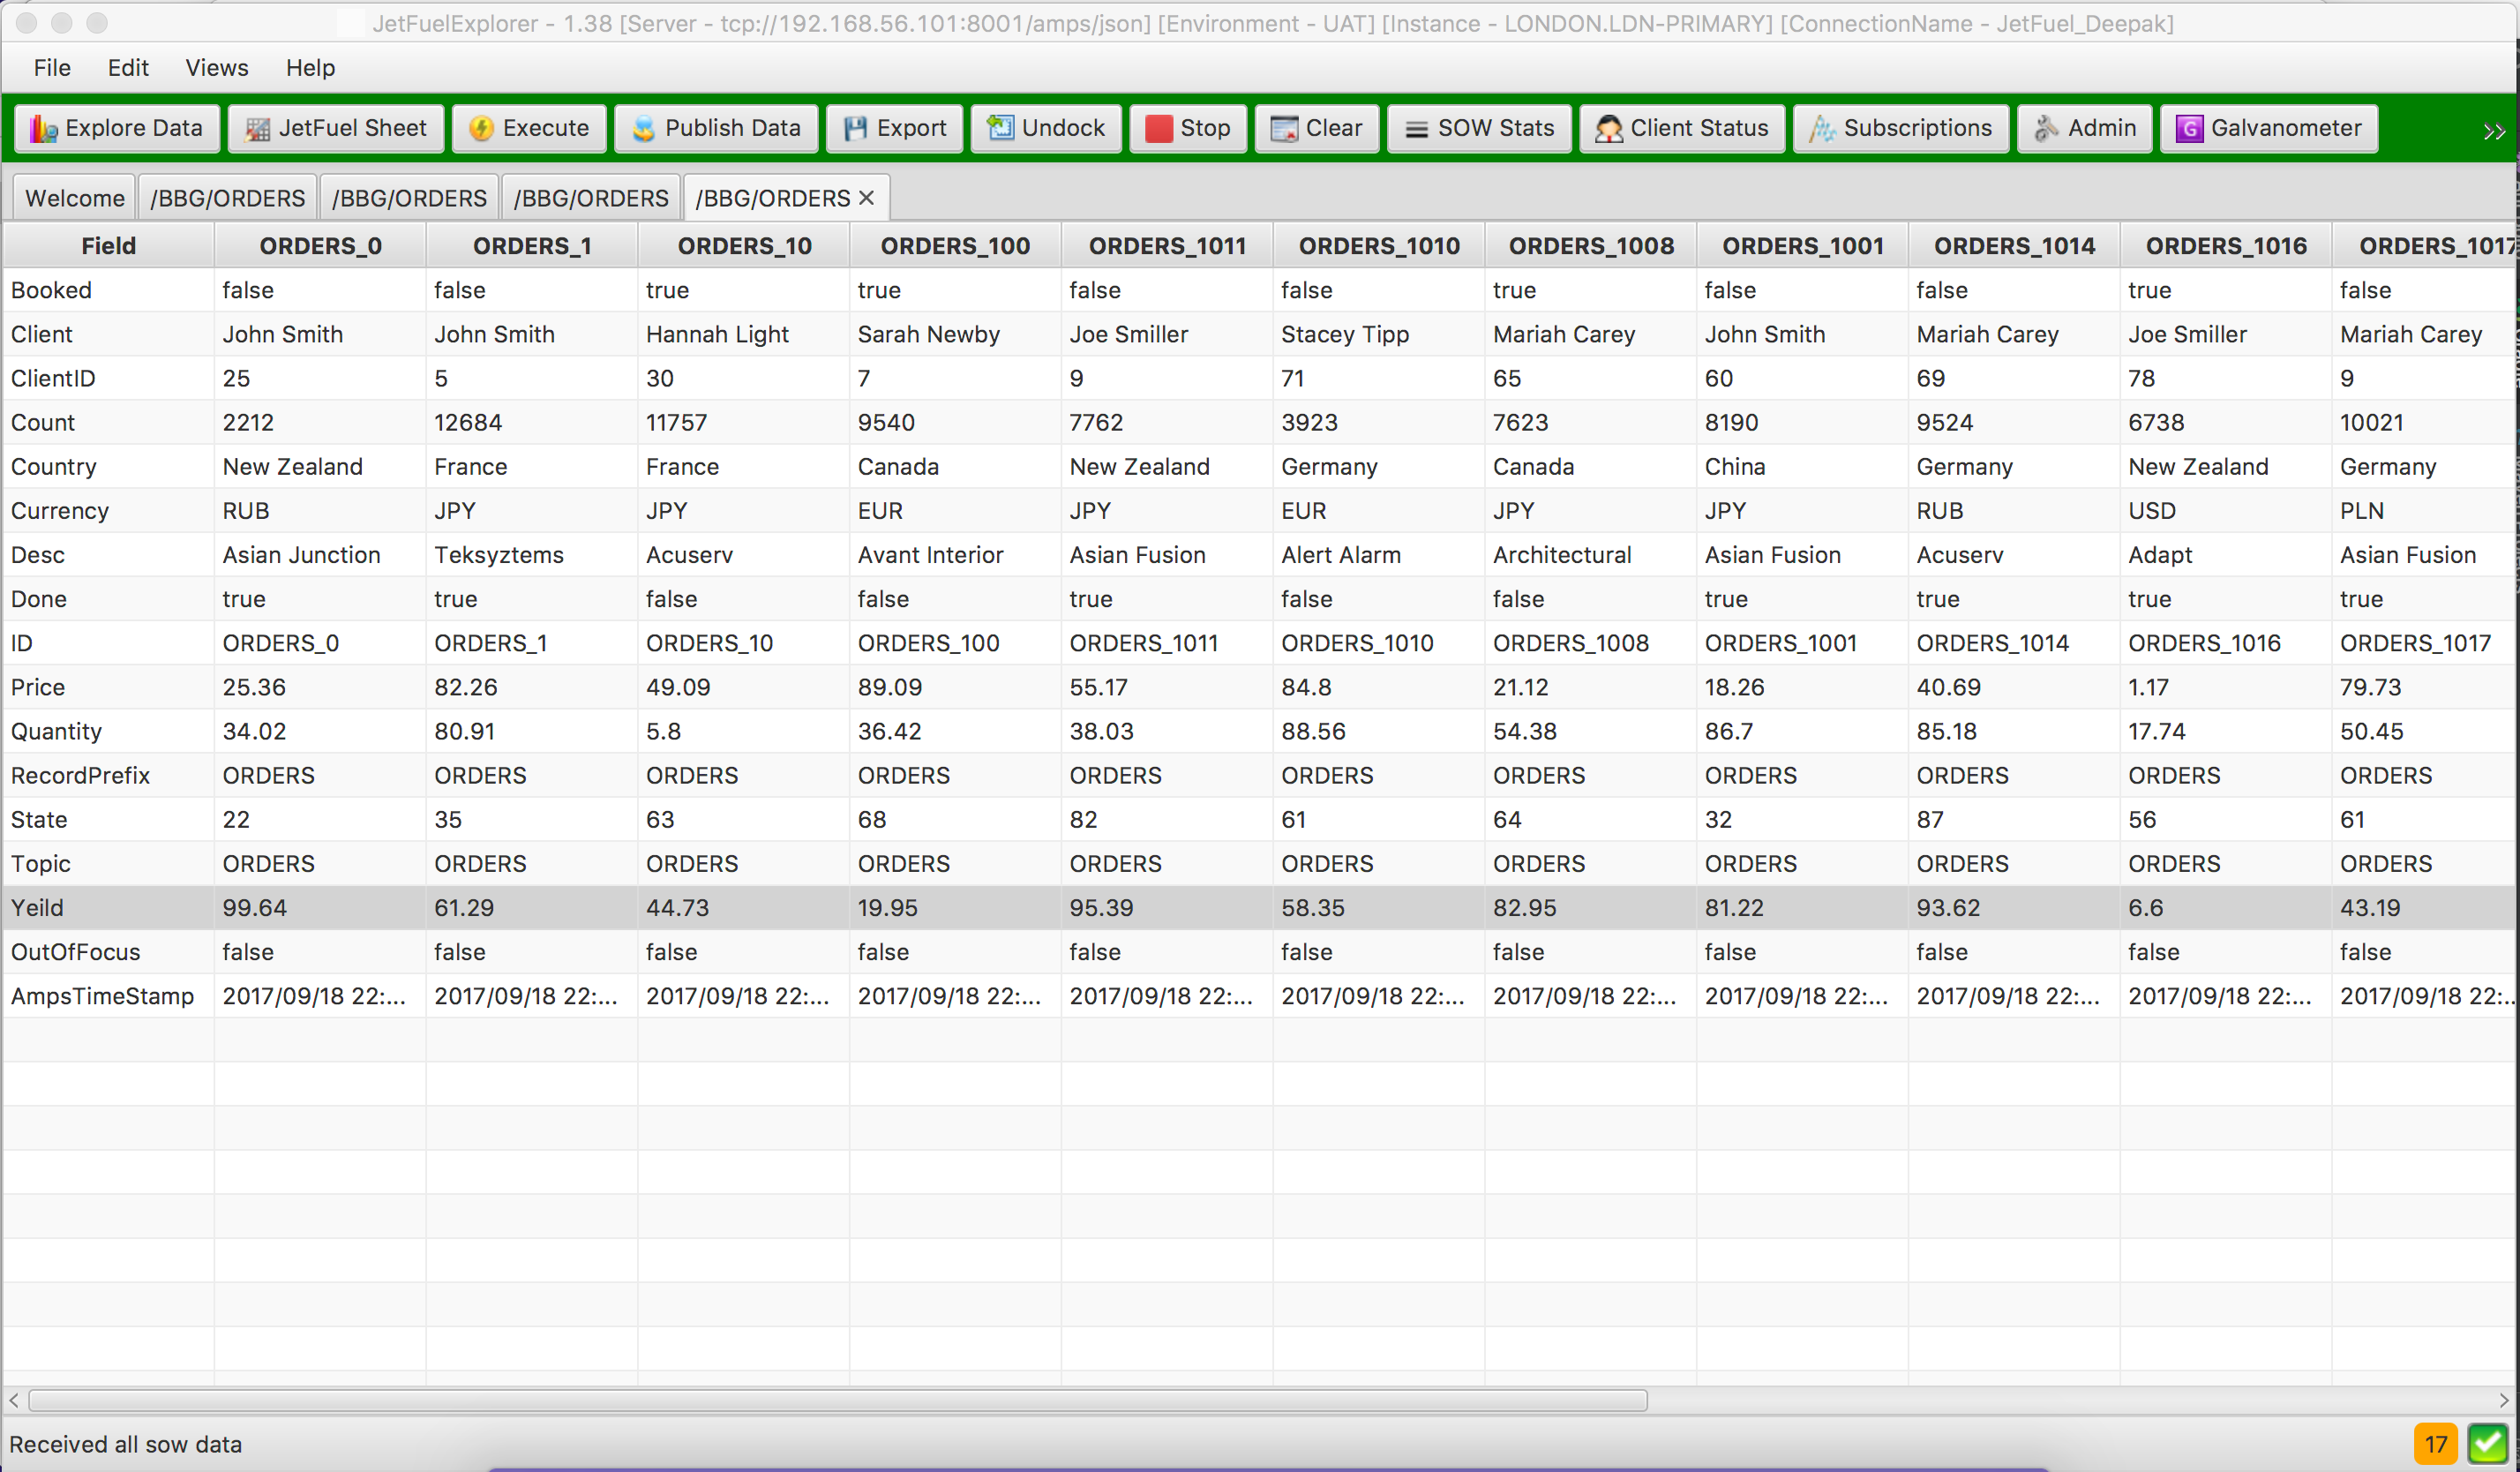 JetFuelExplorer - 1.38 [Server - tcp://192.168.56.101:8001/amps/json] [Environment - UAT] [Instance - LONDON.LDN-PRIMARY] [ConnectionName - JetFuel_Deepak]
File Edit Views Help
Explore Data JetFuel Sheet Execute Publish Data Export Undock Stop Clear SOW Stats Client Status Subscriptions Admin G Galvanometer »
Welcome /BBG/ORDERS /BBG/ORDERS /BBG/ORDERS /BBG/ORDERS ×
Field ORDERS_0 ORDERS_1 ORDERS_10 ORDERS_100 ORDERS_1011 ORDERS_1010 ORDERS_1008 ORDERS_1001 ORDERS_1014 ORDERS_1016 ORDERS_1017
Booked false false true true false false true false false true false
Client John Smith John Smith Hannah Light Sarah Newby Joe Smiller Stacey Tipp Mariah Carey John Smith Mariah Carey Joe Smiller Mariah Carey
ClientID 25 5 30 7 9 71 65 60 69 78 9
Count 2212 12684 11757 9540 7762 3923 7623 8190 9524 6738 10021
Country New Zealand France France Canada New Zealand Germany Canada China Germany New Zealand Germany
Currency RUB JPY JPY EUR JPY EUR JPY JPY RUB USD PLN
Desc Asian Junction Teksyztems Acuserv Avant Interior Asian Fusion Alert Alarm Architectural Asian Fusion Acuserv Adapt Asian Fusion
Done true true false false true false false true true true true
ID ORDERS_0 ORDERS_1 ORDERS_10 ORDERS_100 ORDERS_1011 ORDERS_1010 ORDERS_1008 ORDERS_1001 ORDERS_1014 ORDERS_1016 ORDERS_1017
Price 25.36 82.26 49.09 89.09 55.17 84.8 21.12 18.26 40.69 1.17 79.73
Quantity 34.02 80.91 5.8 36.42 38.03 88.56 54.38 86.7 85.18 17.74 50.45
RecordPrefix ORDERS ORDERS ORDERS ORDERS ORDERS ORDERS ORDERS ORDERS ORDERS ORDERS ORDERS
State 22 35 63 68 82 61 64 32 87 56 61
Topic ORDERS ORDERS ORDERS ORDERS ORDERS ORDERS ORDERS ORDERS ORDERS ORDERS ORDERS
Yeild 99.64 61.29 44.73 19.95 95.39 58.35 82.95 81.22 93.62 6.6 43.19
OutOfFocus false false false false false false false false false false false
AmpsTimeStamp 2017/09/18 22:... 2017/09/18 22:... 2017/09/18 22:... 2017/09/18 22:... 2017/09/18 22:... 2017/09/18 22:... 2017/09/18 22:... 2017/09/18 22:... 2017/09/18 22:... 2017/09/18 22:... 2017/09/18 22:...
Received all sow data 17